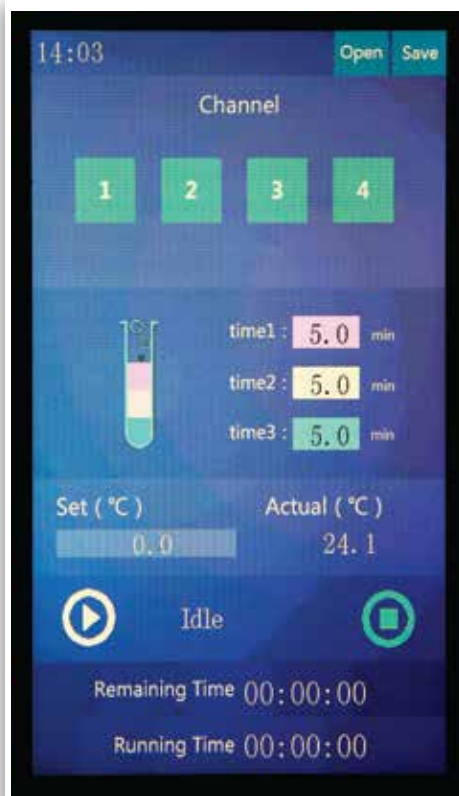 14:03 Open Save
Channel
1 2 3 4
time1 : 5.0 min
time2 : 5.0 min
time3 : 5.0 min
Set ( ℃ ) Actual ( ℃ )
0.0 24.1
Idle
Remaining Time 00:00:00
Running Time 00:00:00